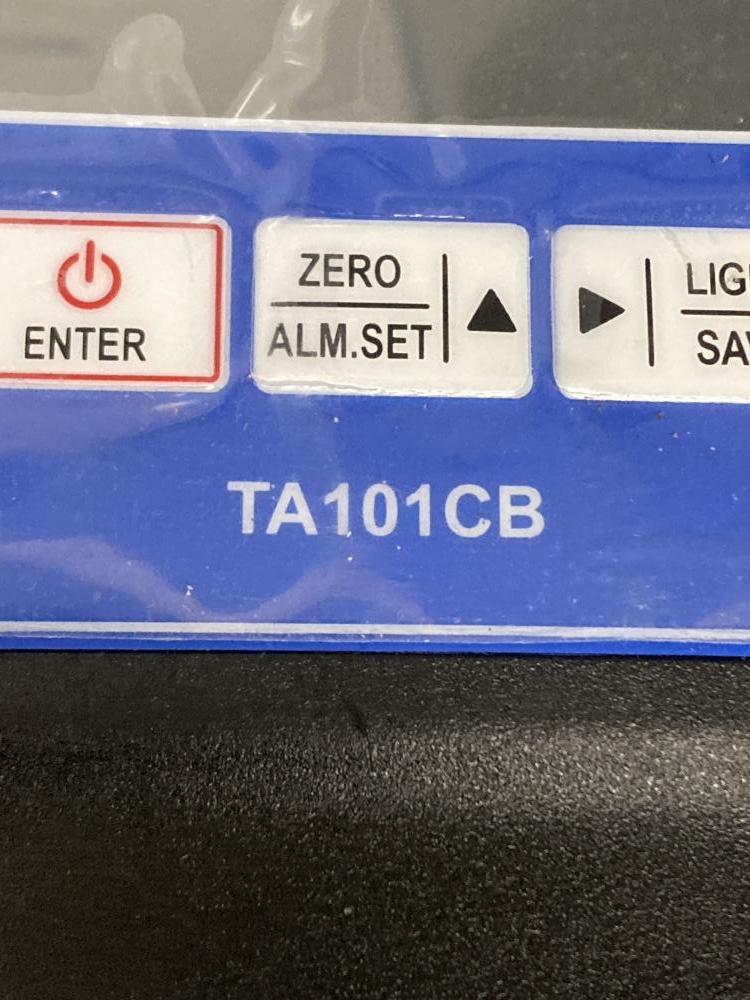 ENTER
ZERO
ALM.SET
TA101CB